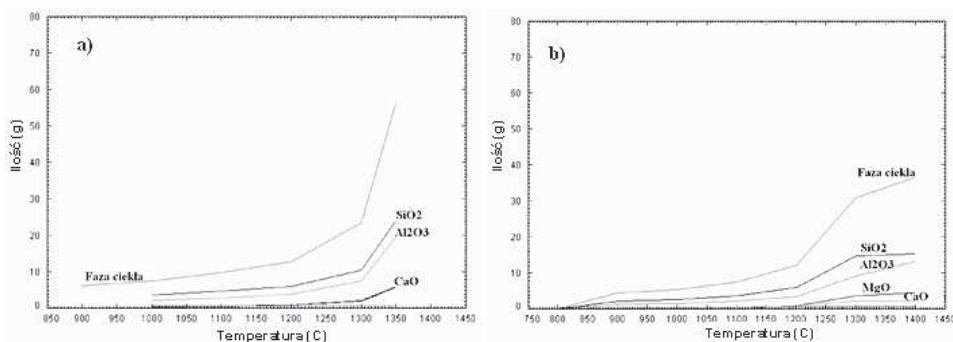 a)
80
70
60
50
40
30
20
10
0
Ilość (g)
Faza ciekla
SiO2
Al2O3
CaO
850 900 950 1000 1050 1100 1150 1200 1250 1300 1350 1400 1450
Temperatura (C)
b)
80
70
60
50
40
30
20
10
0
Ilość (g)
Faza ciekla
SiO2
Al2O3
MgO
CaO
750 800 850 900 950 1000 1050 1100 1150 1200 1250 1300 1350 1400 1450
Temperatura (C)